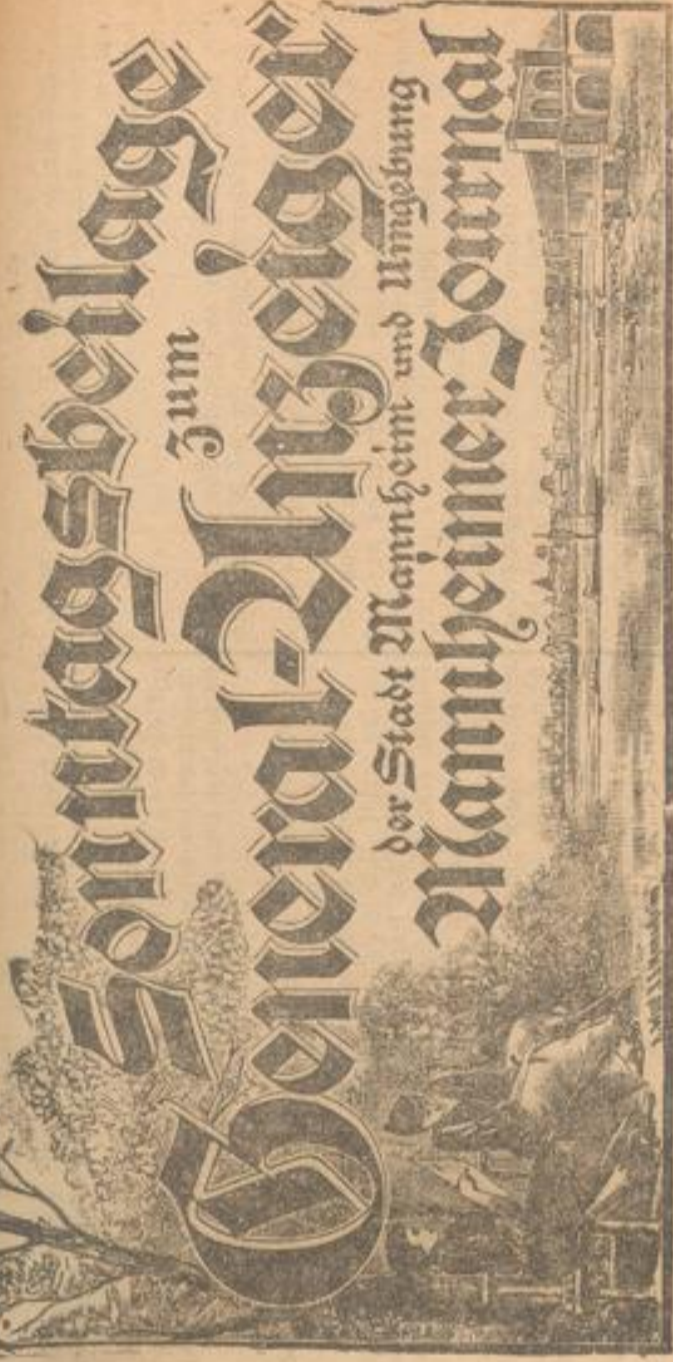 Sonntagsbeilage
zum
General-Anzeiger
der Stadt Mannheim und Umgebung
Mannheimer Journal